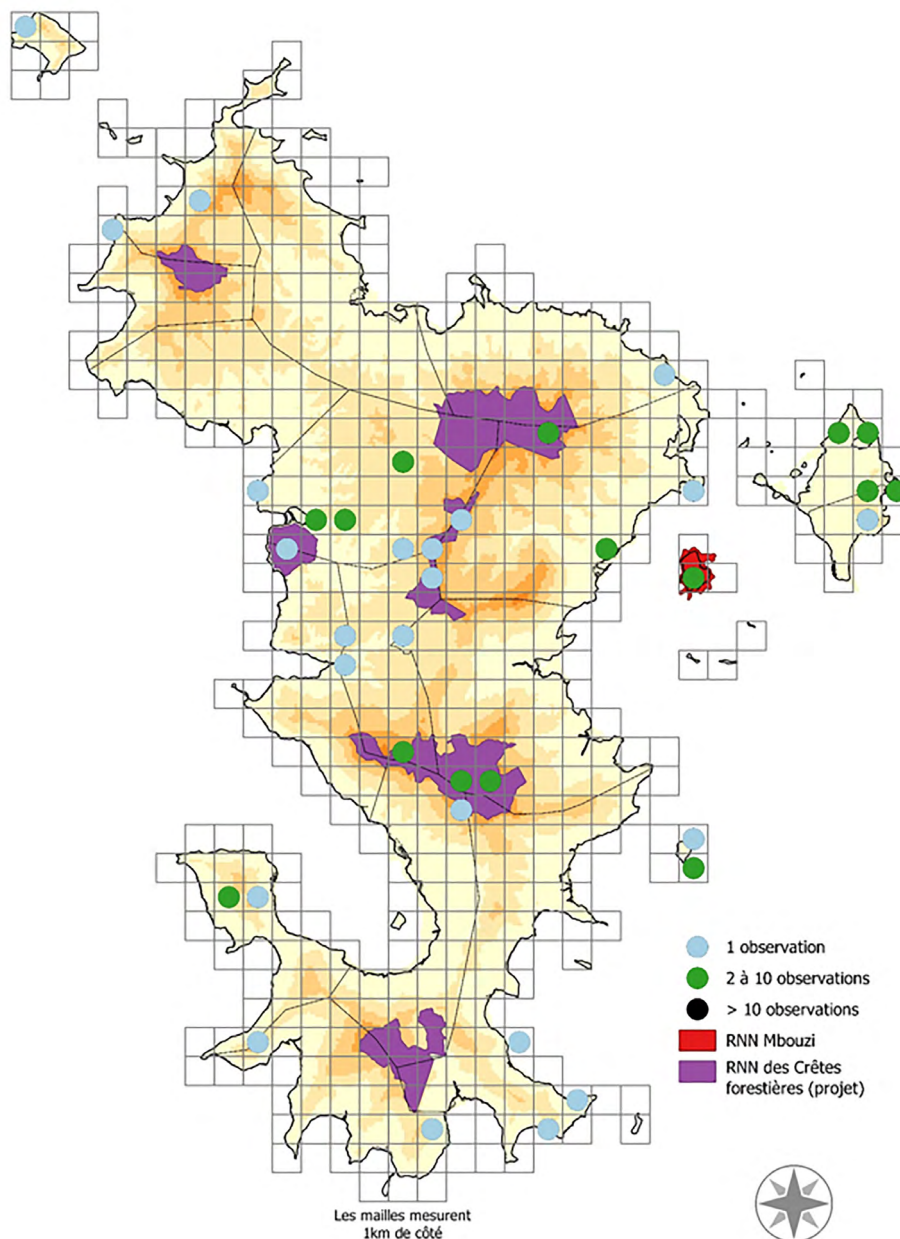 1 observation
2 à 10 observations
> 10 observations
RNN Mbouzi
RNN des Crêtes
forestières (projet)
Les mailles mesurent
1km de côté